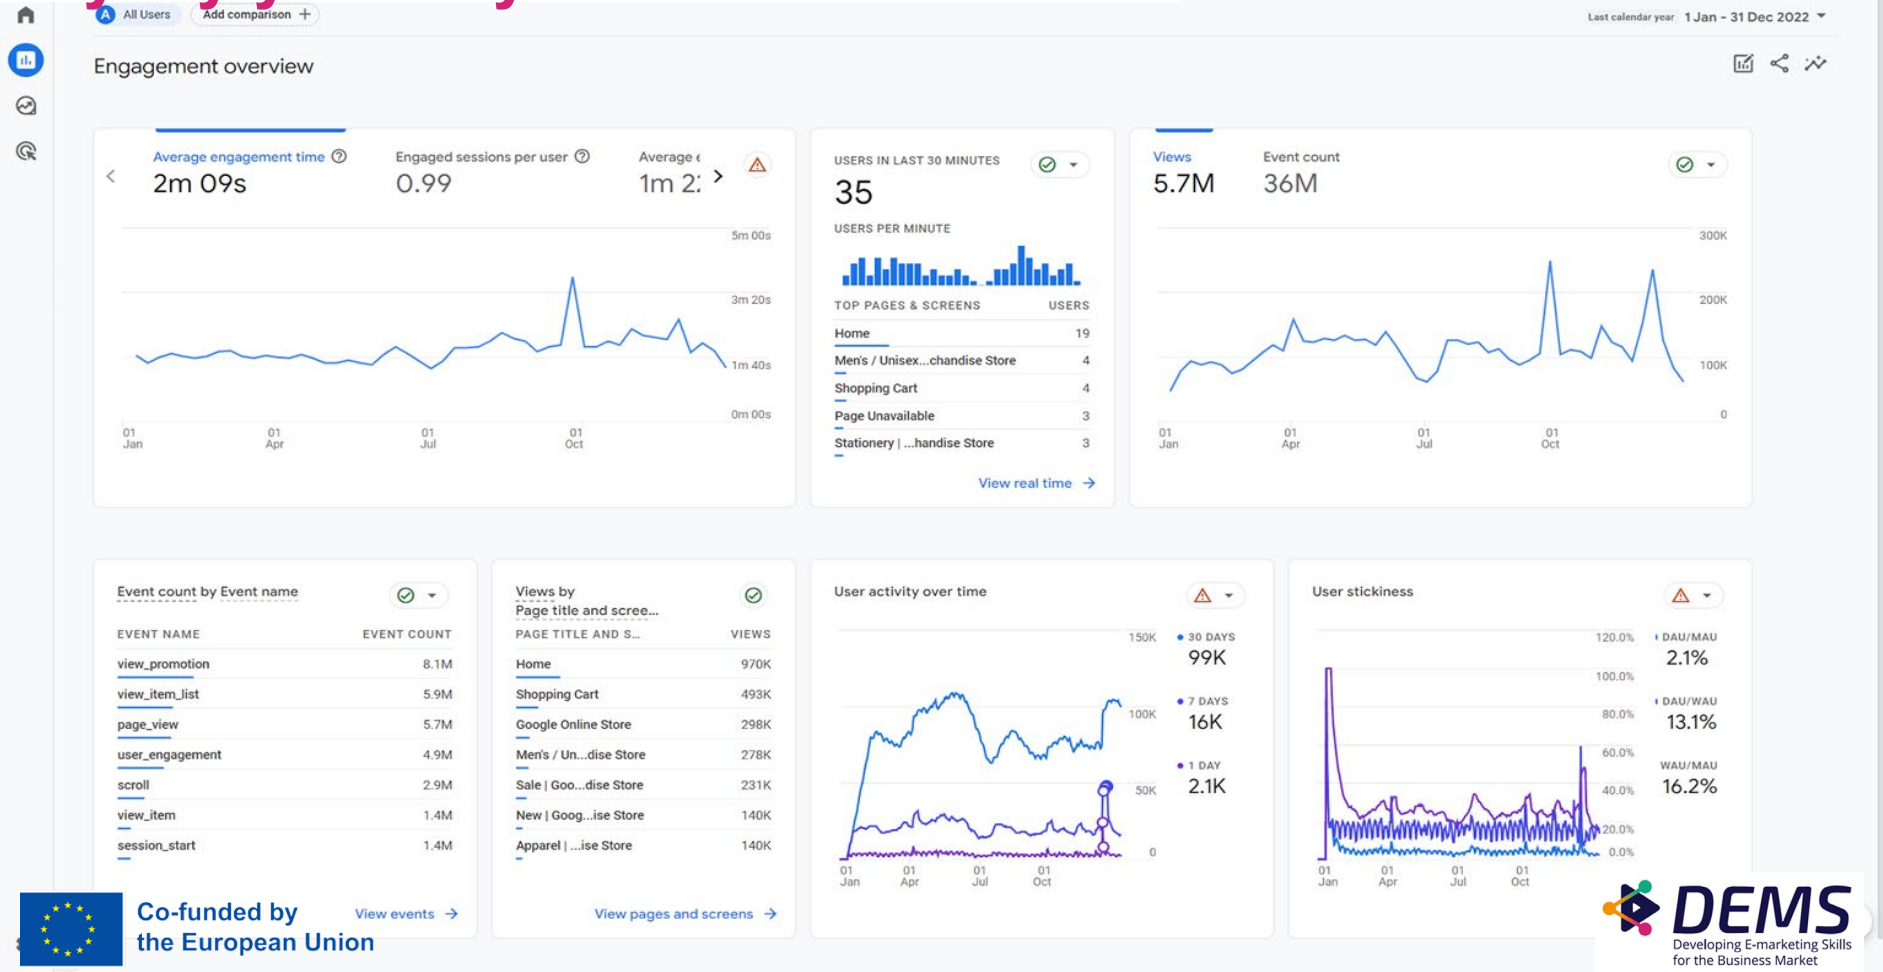 A All Users Add comparison +
Last calendar year 1 Jan - 31 Dec 2022
Engagement overview
Average engagement time
2m 09s
Engaged sessions per user
0.99
Average
1m 2
5m 00s
3m 20s
1m 40s
0m 00s
01 Jan
01 Apr
01 Jul
01 Oct
USERS IN LAST 30 MINUTES
35
USERS PER MINUTE
TOP PAGES & SCREENS USERS
Home 19
Men's / Unisex...chandise Store 4
Shopping Cart 4
Page Unavailable 3
Stationery | ...handise Store 3
View real time
Views
5.7M
Event count
36M
300K
200K
100K
0
01 Jan
01 Apr
01 Jul
01 Oct
Event count by Event name
EVENT NAME EVENT COUNT
view_promotion 8.1M
view_item_list 5.9M
page_view 5.7M
user_engagement 4.9M
scroll 2.9M
view_item 1.4M
session_start 1.4M
View events
Views by
Page title and scree...
PAGE TITLE AND S... VIEWS
Home 970K
Shopping Cart 493K
Google Online Store 298K
Men's / Un...dise Store 278K
Sale | Goo...dise Store 231K
New | Goog...ise Store 140K
Apparel | ...ise Store 140K
View pages and screens
User activity over time
150K
100K
50K
0
30 DAYS
99K
7 DAYS
16K
1 DAY
2.1K
01 Jan
01 Apr
01 Jul
01 Oct
User stickiness
120.0%
100.0%
80.0%
60.0%
40.0%
20.0%
0.0%
DAU/MAU
2.1%
DAU/WAU
13.1%
WAU/MAU
16.2%
01 Jan
01 Apr
01 Jul
01 Oct
Co-funded by
the European Union
DEMS
Developing E-marketing Skills
for the Business Market